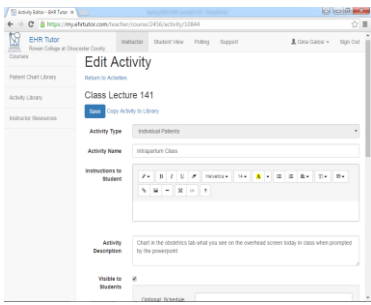 Activity Editor - EHR Tutor
https://my.ehrtutor.com/teacher/course/2456/activity/10844
EHR Tutor
Rowan College at Gloucester County
Instructor Student View Polling Support
Sign Out
Courses
Patient Chart Library
Activity Library
Instructor Resources
Edit Activity
Return to Activities
Class Lecture 141
Save Copy Activity to Library
Activity Type Individual Patients
Activity Name Intrapartum Class
Instructions to Student
B I U Helvetica 14 A
Activity Description
Chart in the obstetrics tab what you see on the overhead screen today in class when prompted
by the powerpoint
Visible to Students
Optional: Schedule